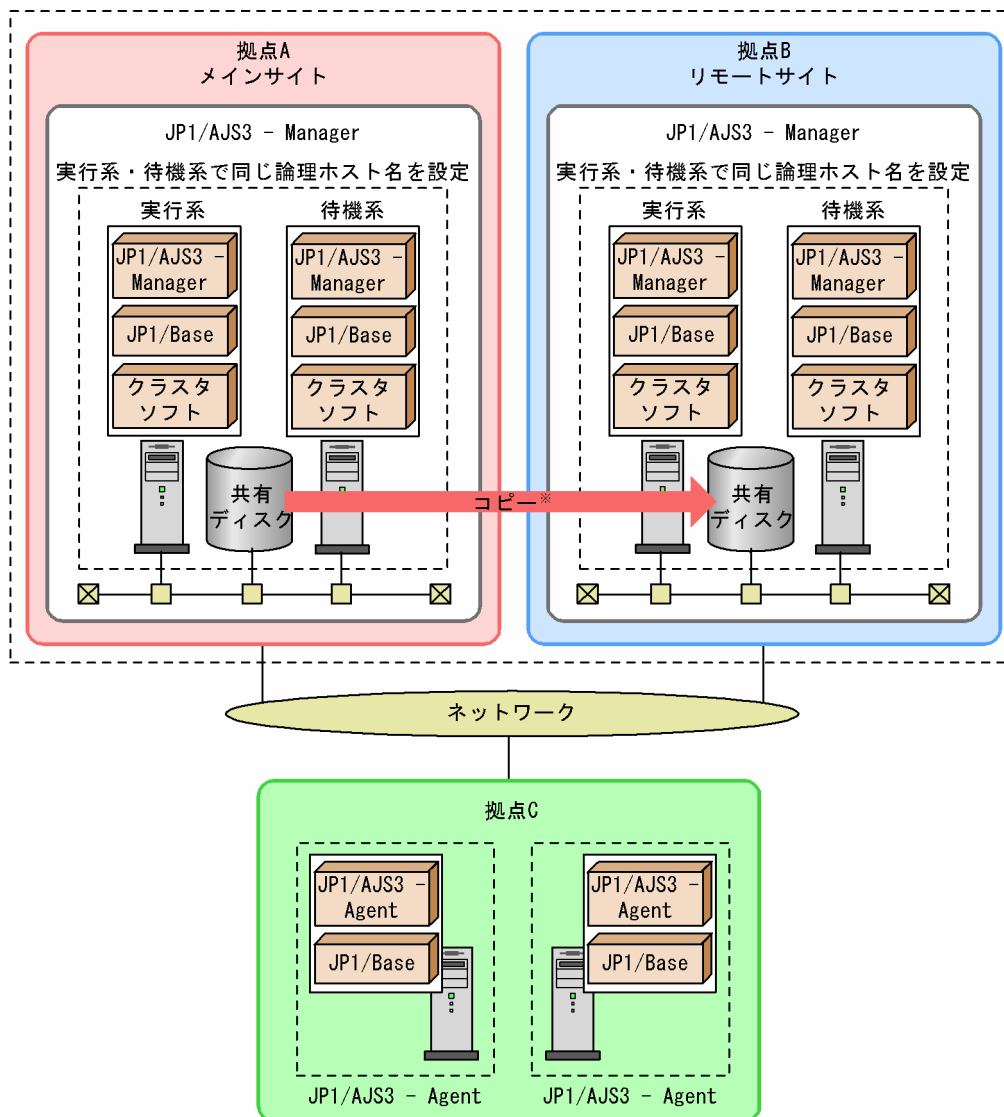 拠点A
メインサイト
JP1/AJS3 - Manager
実行系・待機系で同じ論理ホスト名を設定
実行系
JP1/AJS3 -
Manager
JP1/Base
クラスタ
ソフト
待機系
JP1/AJS3 -
Manager
JP1/Base
クラスタ
ソフト
共有
ディスク
コピー※
拠点B
リモートサイト
JP1/AJS3 - Manager
実行系・待機系で同じ論理ホスト名を設定
実行系
JP1/AJS3 -
Manager
JP1/Base
クラスタ
ソフト
待機系
JP1/AJS3 -
Manager
JP1/Base
クラスタ
ソフト
共有
ディスク
ネットワーク
拠点C
JP1/AJS3 -
Agent
JP1/Base
JP1/AJS3 - Agent
JP1/AJS3 -
Agent
JP1/Base
JP1/AJS3 - Agent